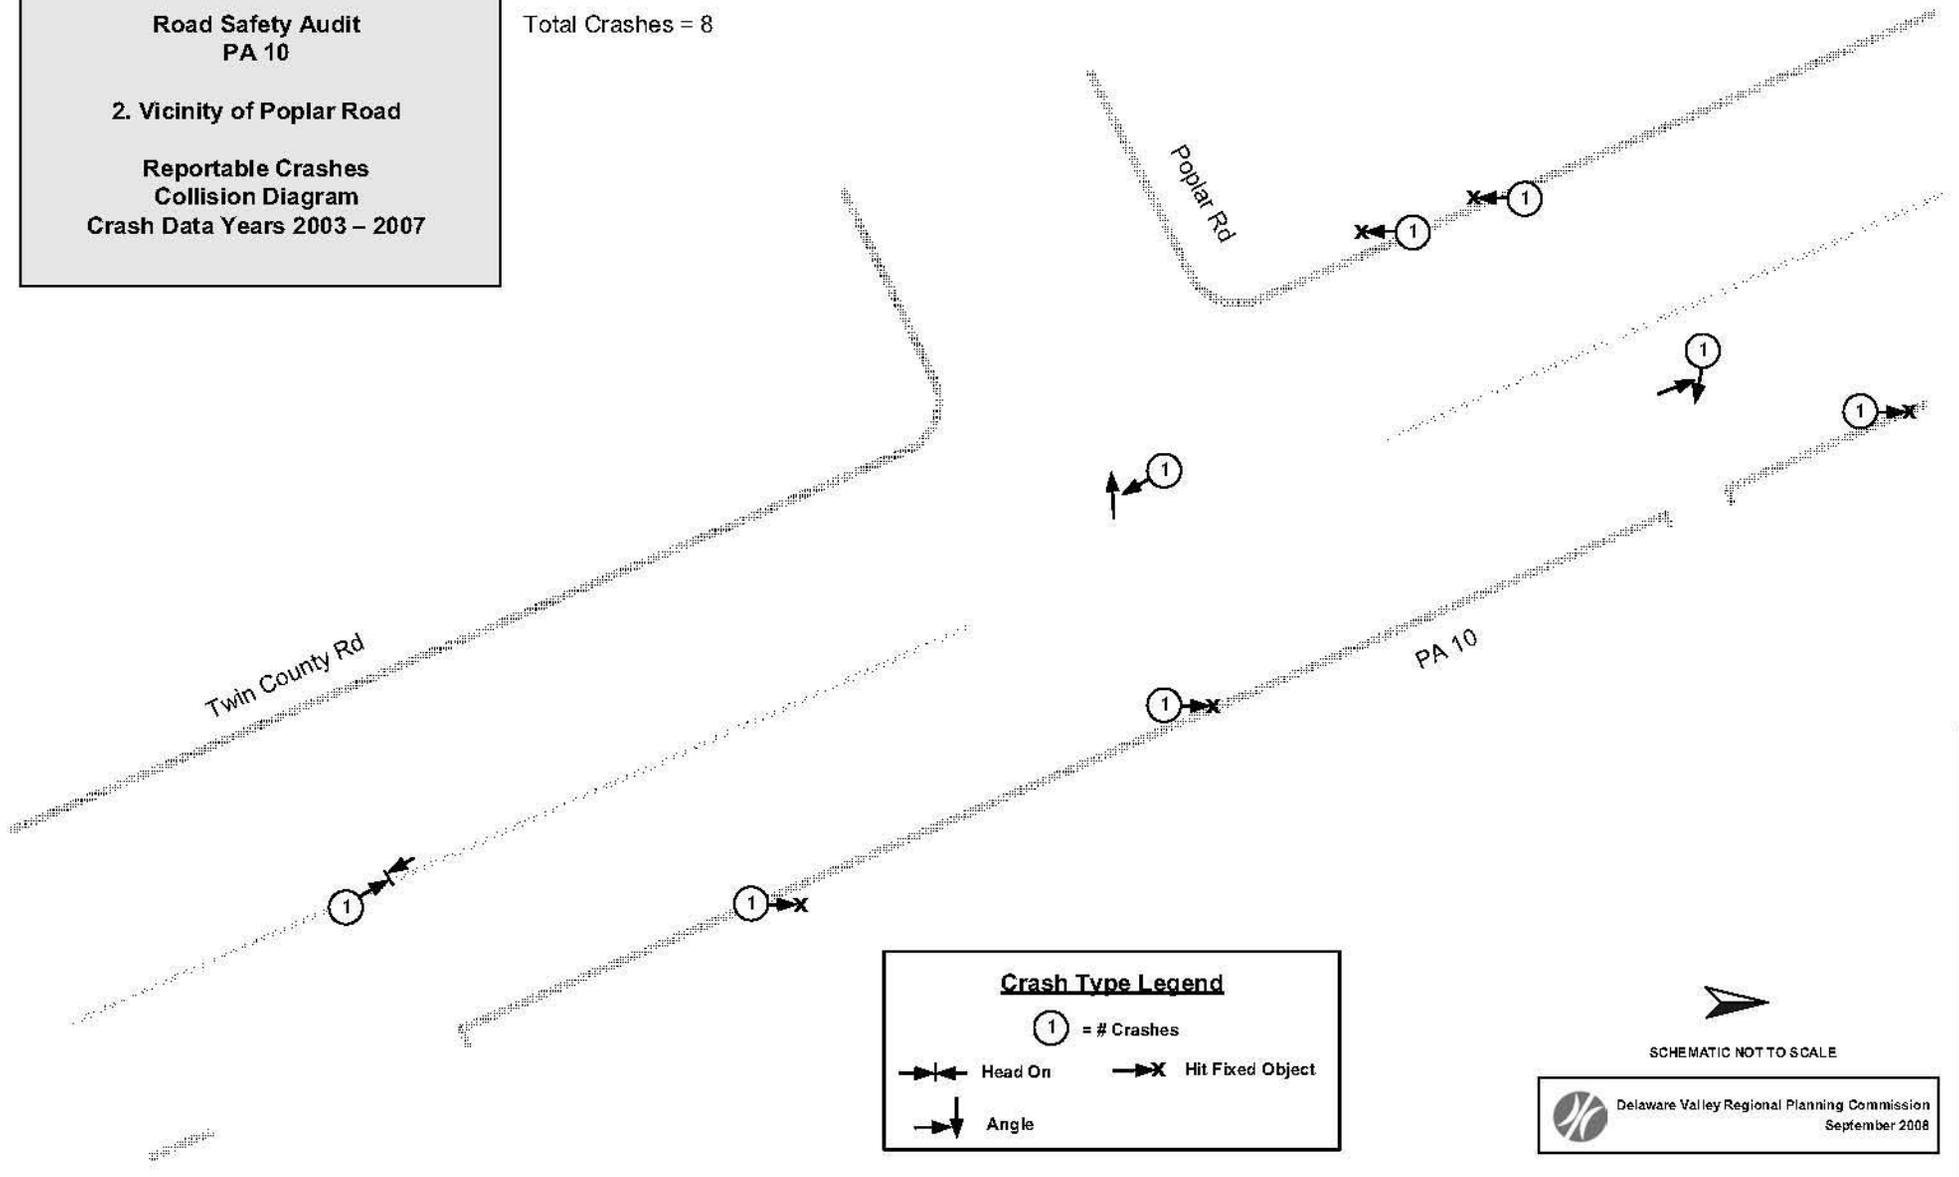 Road Safety Audit
PA 10
2. Vicinity of Poplar Road
Reportable Crashes
Collision Diagram
Crash Data Years 2003 – 2007
Total Crashes = 8
Poplar Rd
1
1
1
1
1
Twin County Rd
PA 10
1
1
1
Crash Type Legend
1 = # Crashes
Head On
Hit Fixed Object
Angle
SCHEMATIC NOT TO SCALE
Delaware Valley Regional Planning Commission
September 2008